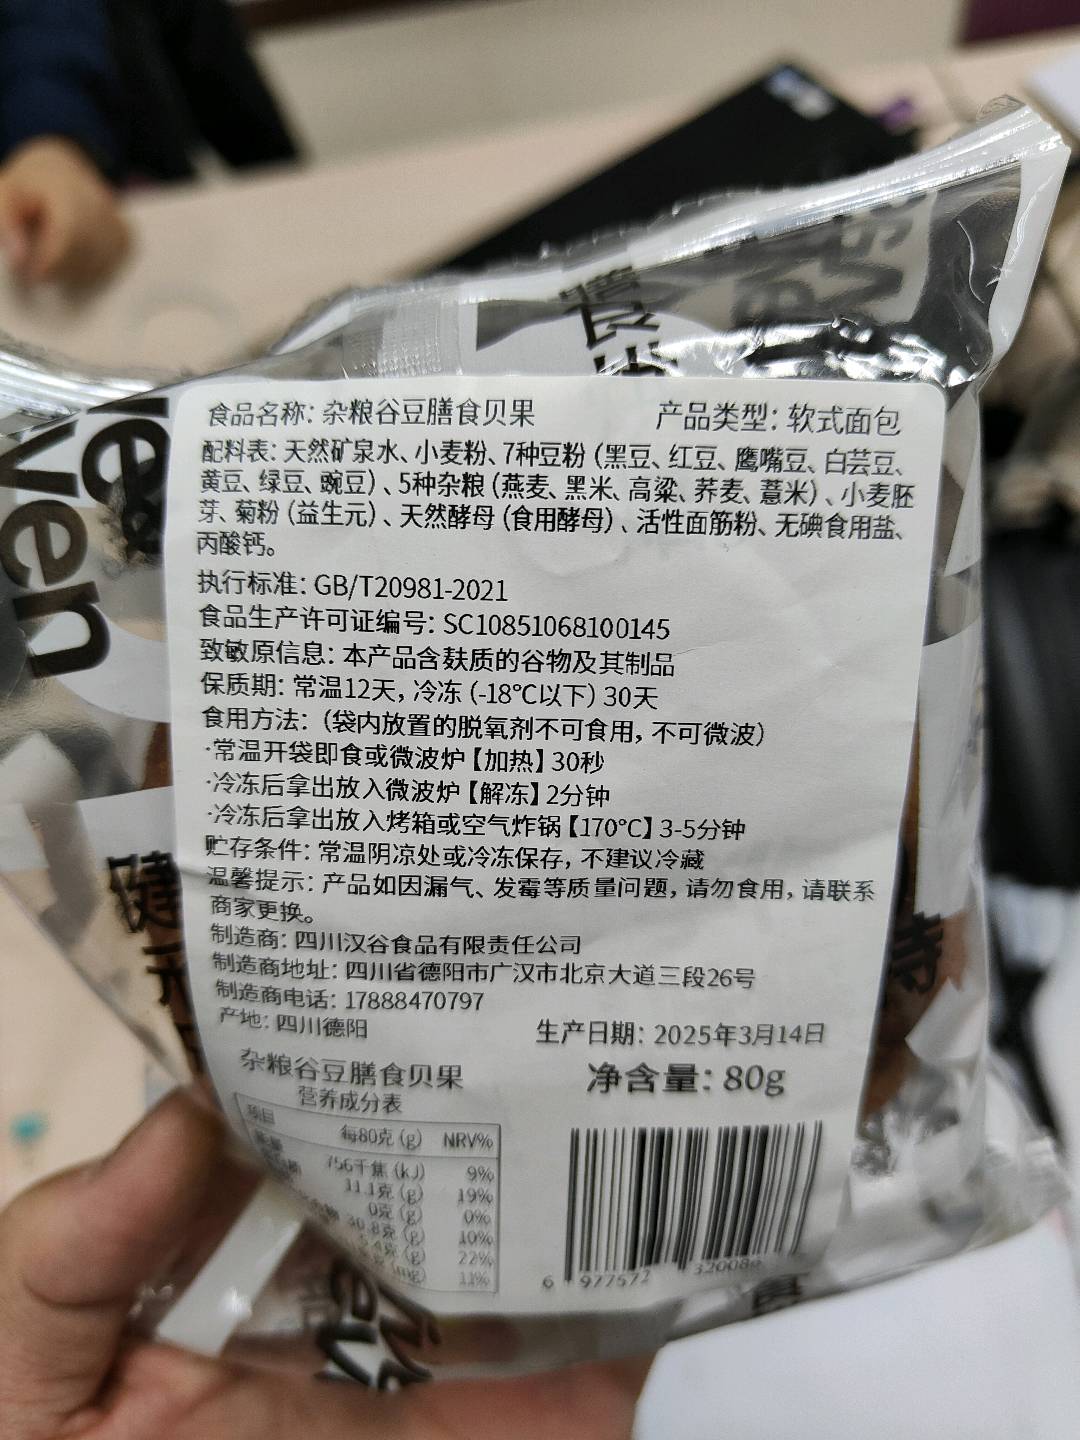 食品名称: 杂粮谷豆膳食贝果 产品类型: 软式面包
配料表: 天然矿泉水、小麦粉、7种豆粉 (黑豆、红豆、鹰嘴豆、白芸豆、
黄豆、绿豆、豌豆)、5种杂粮 (燕麦、黑米、高粱、荞麦、薏米)、小麦胚
芽、菊粉 (益生元)、天然酵母 (食用酵母)、活性面筋粉、无碘食用盐、
丙酸钙。
执行标准: GB/T20981-2021
食品生产许可证编号: SC10851068100145
致敏原信息: 本产品含麸质的谷物及其制品
保质期: 常温12天, 冷冻 (-18℃以下) 30天
食用方法: (袋内放置的脱氧剂不可食用, 不可微波)
·常温开袋即食或微波炉【加热】30秒
·冷冻后拿出放入微波炉【解冻】2分钟
·冷冻后拿出放入烤箱或空气炸锅【170℃】3-5分钟
贮存条件: 常温阴凉处或冷冻保存, 不建议冷藏
温馨提示: 产品如因漏气、发霉等质量问题, 请勿食用, 请联系
商家更换。
制造商: 四川汉谷食品有限责任公司
制造商地址: 四川省德阳市广汉市北京大道三段26号
制造商电话: 17888470797
产地: 四川德阳 生产日期: 2025年3月14日
杂粮谷豆膳食贝果 净含量: 80g
营养成分表
项目 每80克 (g) NRV%
756千焦 (kJ) 9%
11.1克 (g) 19%
0克 (g) 0%
30.8克 (g) 10%
(g) 22%
(mg) 11%
6 977572
ven
健
膳食